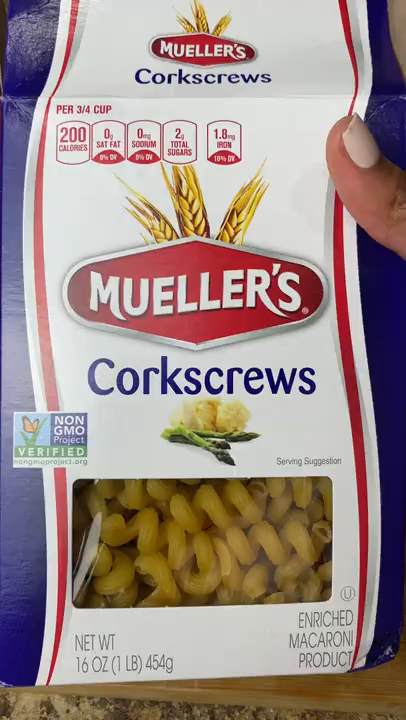 MUELLER'S
Corkscrews
PER 3/4 CUP
200 CALORIES
0g SAT FAT 0% DV
0mg SODIUM 0% DV
2g TOTAL SUGARS
1.8mg IRON 10% DV
MUELLER'S®
Corkscrews
NON
GMO
Project
VERIFIED
nongmoproject.org
Serving Suggestion
U
ENRICHED
MACARONI
PRODUCT
NET WT
16 OZ (1 LB) 454g